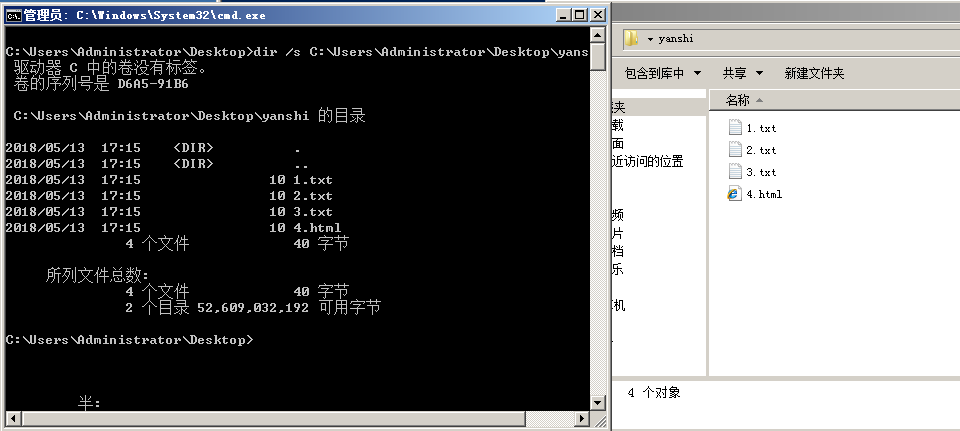 管理员: C:\Windows\System32\cmd.exe
C:\Users\Administrator\Desktop>dir /s C:\Users\Administrator\Desktop\yans
驱动器 C 中的卷没有标签。
卷的序列号是 D6A5-91B6
C:\Users\Administrator\Desktop\yanshi 的目录
2018/05/13 17:15 <DIR> .
2018/05/13 17:15 <DIR> ..
2018/05/13 17:15 10 1.txt
2018/05/13 17:15 10 2.txt
2018/05/13 17:15 10 3.txt
2018/05/13 17:15 10 4.html
4 个文件 40 字节
所列文件总数:
4 个文件 40 字节
2 个目录 52,609,032,192 可用字节
C:\Users\Administrator\Desktop>
半:
yanshi
包含到库中 共享 新建文件夹
名称
1.txt
2.txt
3.txt
4.html
夹
载
面
近访问的位置
频
片
档
乐
机
4 个对象